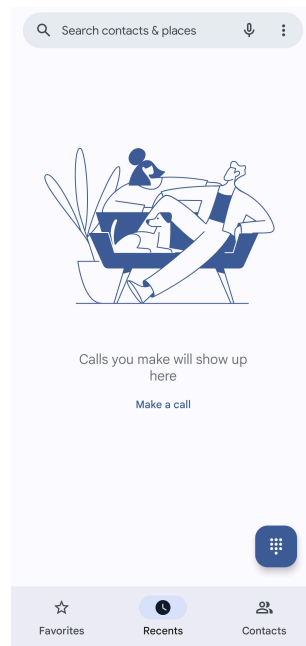 Search contacts & places
Calls you make will show up
here
Make a call
Favorites
Recents
Contacts